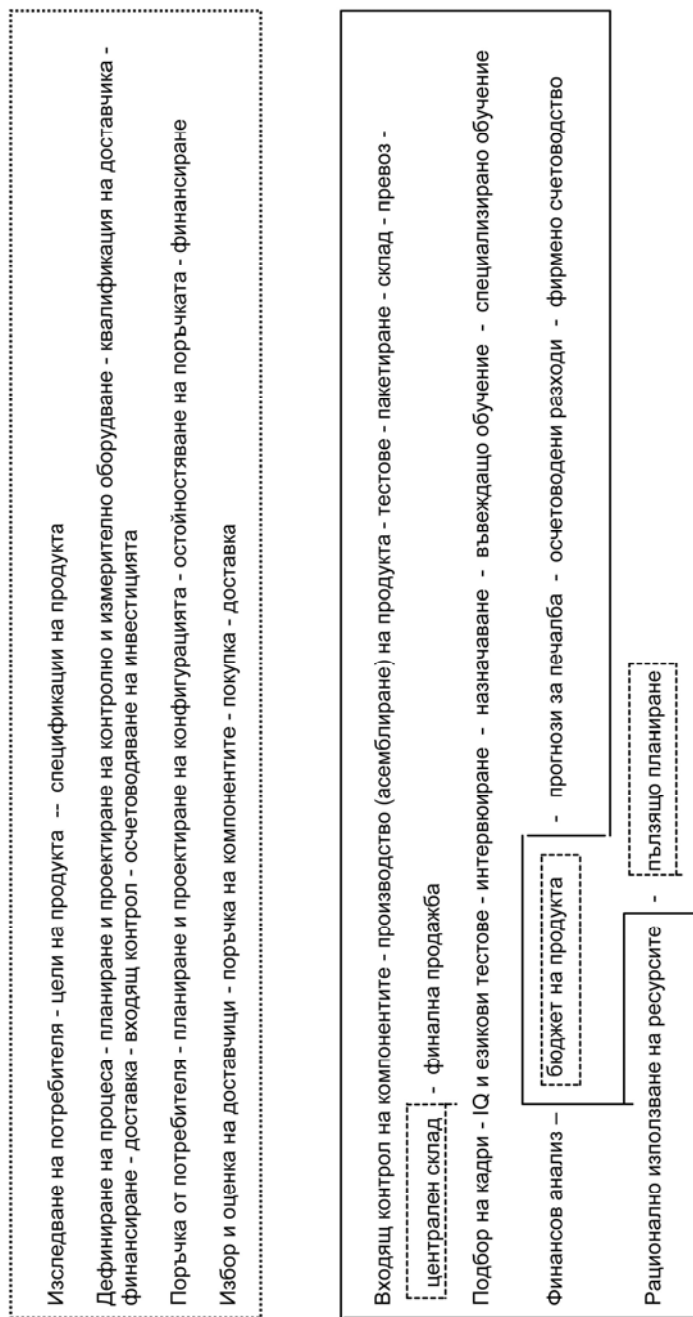 Изследване на потребителя - цели на продукта -- спецификации на продукта
Дефиниране на процеса - планиране и проектиране на контролно и измерително оборудване - квалификация на доставчика -
финансиране - доставка - входящ контрол - осчетоводяване на инвестицията
Поръчка от потребителя - планиране и проектиране на конфигурацията - остойностяване на поръчката - финансиране
Избор и оценка на доставчици - поръчка на компонентите - покупка - доставка
Входящ контрол на компонентите - производство (асемблиране) на продукта - тестове - пакетиране - склад - превоз -
централен склад - финална продажба
Подбор на кадри - IQ и езикови тестове - интервюиране - назначаване - въвеждащо обучение - специализирано обучение
Финансов анализ – бюджет на продукта - прогнози за печалба - осчетоводени разходи - фирмено счетоводство
Рационално използване на ресурсите - пълзящо планиране